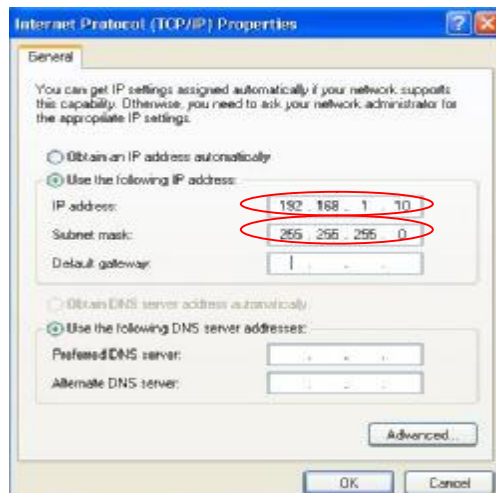 Internet Protocol (TCP/IP) Properties
General
You can get IP settings assigned automatically if your network supports
this capability. Otherwise, you need to ask your network administrator for
the appropriate IP settings.
Obtain an IP address automatically
Use the following IP address:
IP address: 192 . 168 . 1 . 10
Subnet mask: 255 . 255 . 255 . 0
Default gateway: . . .
Obtain DNS server address automatically
Use the following DNS server addresses:
Preferred DNS server: . . .
Alternate DNS server: . . .
Advanced...
OK Cancel